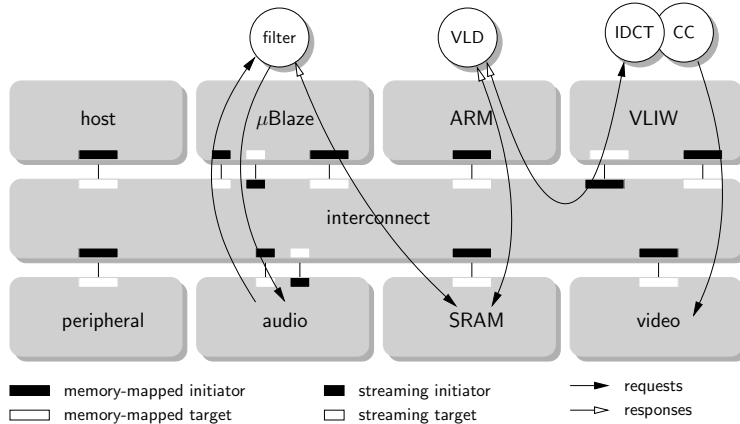 filter VLD IDCT CC
host μBlaze ARM VLIW
interconnect
peripheral audio SRAM video
memory-mapped initiator streaming initiator requests
memory-mapped target streaming target responses